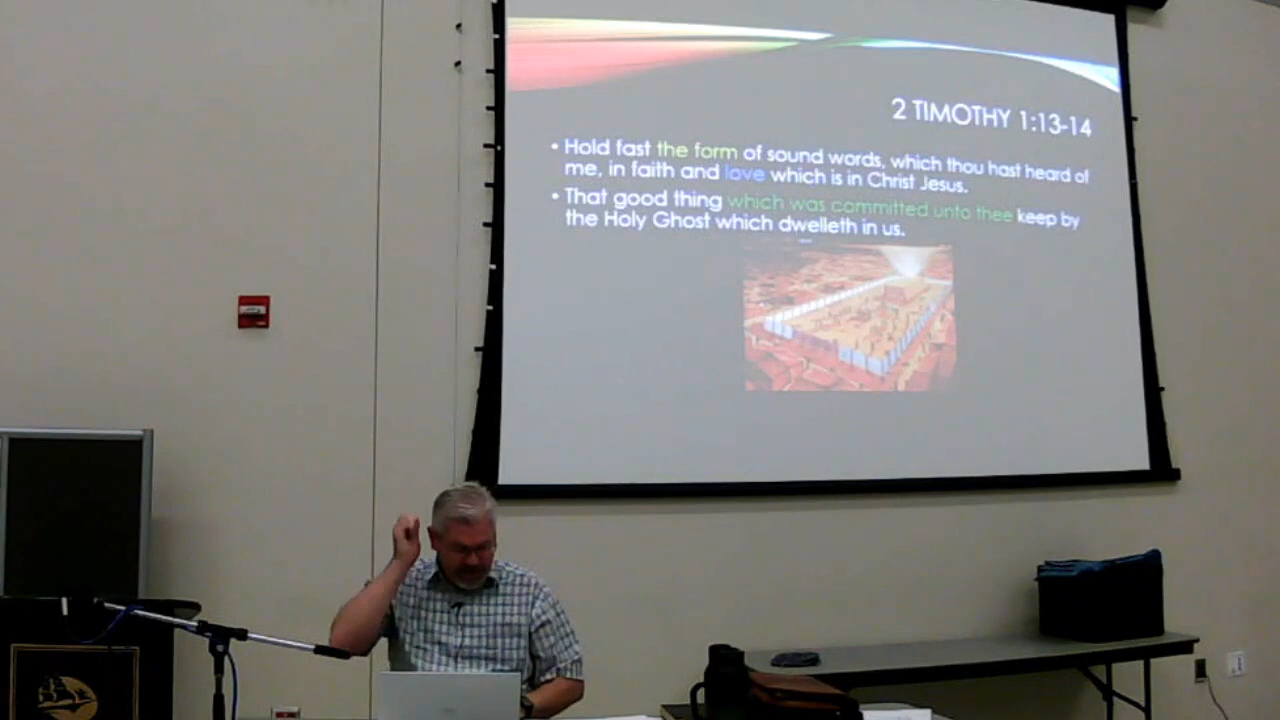 2 TIMOTHY 1:13-14
• Hold fast the form of sound words, which thou hast heard of
me, in faith and love which is in Christ Jesus.
• That good thing which was committed unto thee keep by
the Holy Ghost which dwelleth in us.